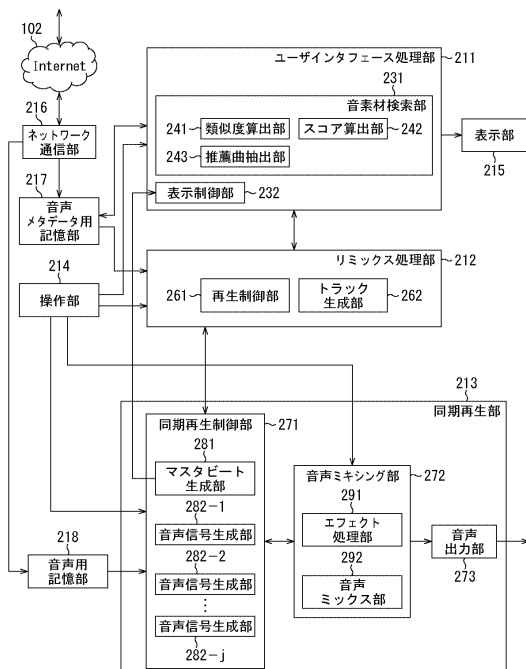 102
Internet
216
ネットワーク
通信部
217
音声
メタデータ用
記憶部
214
操作部
218
音声用
記憶部
ユーザインタフェース処理部
211
231
音素材検索部
241
類似度算出部
スコア算出部
242
243
推薦曲抽出部
表示制御部
232
表示部
215
リミックス処理部
212
261
再生制御部
トラック
生成部
262
213
同期再生部
同期再生制御部
271
281
マスタビート
生成部
282-1
音声信号生成部
282-2
音声信号生成部
⋮
音声信号生成部
282-j
音声ミキシング部
272
291
エフェクト
処理部
292
音声
ミックス部
音声
出力部
273